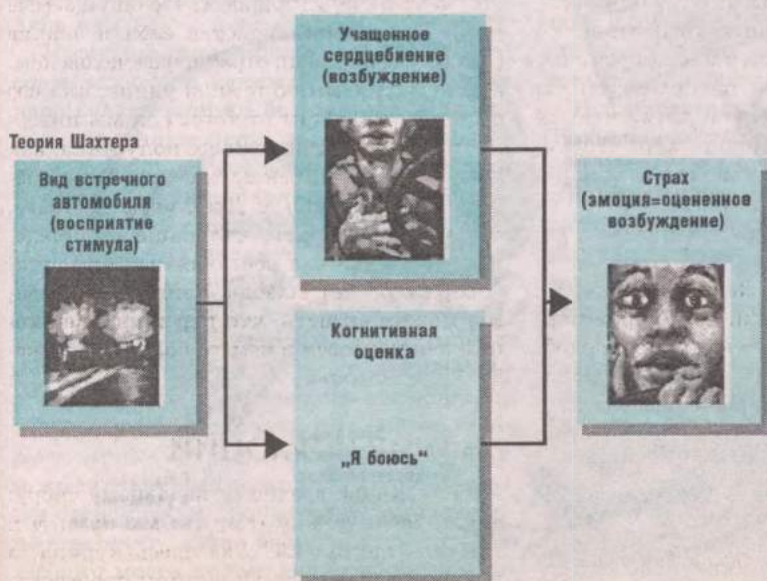 Теория Шахтера
Вид встречного
автомобиля
(восприятие
стимула)
Учащенное
сердцебиение
(возбуждение)
Когнитивная
оценка
„Я боюсь“
Страх
(эмоция=оцененное
возбуждение)